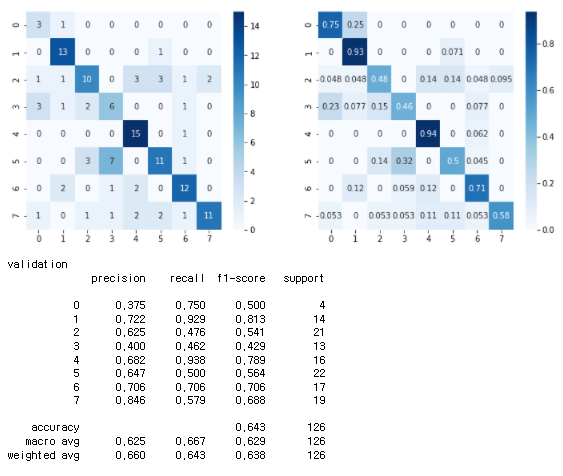 3 1 0 0 0 0 0 0
0 13 0 0 0 1 0 0
1 1 10 0 3 3 1 2
3 1 2 6 0 0 1 0
0 0 0 0 15 0 1 0
0 0 3 7 0 11 1 0
0 2 0 1 2 0 12 0
1 0 1 1 2 2 1 11
0 1 2 3 4 5 6 7
0 1 2 3 4 5 6 7
14
12
10
8
6
4
2
0
0.75 0.25 0 0 0 0 0 0
0 0.93 0 0 0 0.071 0 0
0.048 0.048 0.48 0 0.14 0.14 0.048 0.095
0.23 0.077 0.15 0.46 0 0 0.077 0
0 0 0 0 0.94 0 0.062 0
0 0 0.14 0.32 0 0.5 0.045 0
0 0.12 0 0.059 0.12 0 0.71 0
0.053 0 0.053 0.053 0.11 0.11 0.053 0.58
0 1 2 3 4 5 6 7
0 1 2 3 4 5 6 7
0.8
0.6
0.4
0.2
0.0
validation
precision recall f1-score support
0 0.375 0.750 0.500 4
1 0.722 0.929 0.813 14
2 0.625 0.476 0.541 21
3 0.400 0.462 0.429 13
4 0.682 0.938 0.789 16
5 0.647 0.500 0.564 22
6 0.706 0.706 0.706 17
7 0.846 0.579 0.688 19
accuracy 0.643 126
macro avg 0.625 0.667 0.629 126
weighted avg 0.660 0.643 0.638 126